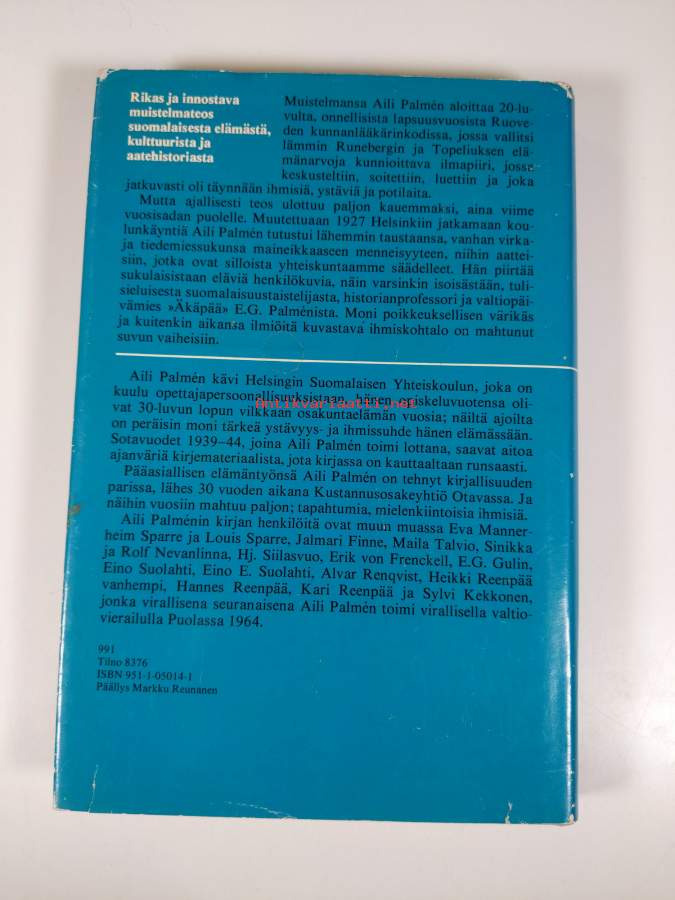 Rikas ja innostava
muistelmateos
suomalaisesta elämästä,
kulttuurista ja
aatehistoriasta
Muistelmansa Aili Palmén aloittaa 20-lu-
vulta, onnellisista lapsuusvuosista Ruove-
den kunnanlääkärinkodissa, jossa vallitsi
lämmin Runebergin ja Topeliuksen elä-
mänarvoja kunnioittava ilmapiiri, jossa
keskusteltiin, soitettiin, luettiin ja joka
jatkuvasti oli täynnään ihmisiä, ystäviä ja potilaita.
Mutta ajallisesti teos ulottuu paljon kauemmaksi, aina viime
vuosisadan puolelle. Muutettuaan 1927 Helsinkiin jatkamaan kou-
lunkäyntiä Aili Palmén tutustui lähemmin taustaansa, vanhan virka-
ja tiedemiessukunsa maineikkaaseen menneisyyteen, niihin aattei-
siin, jotka ovat silloista yhteiskuntaamme säädelleet. Hän piirtää
sukulaisistaan eläviä henkilökuvia, näin varsinkin isoisästään, tuli-
sieluisesta suomalaisuustaistelijasta, historianprofessori ja valtiopäi-
vämies »Äkäpää» E.G. Palménista. Moni poikkeuksellisen värikäs
ja kuitenkin aikansa ilmiöitä kuvastava ihmiskohtalo on mahtunut
suvun vaiheisiin.
Aili Palmén kävi Helsingin Suomalaisen Yhteiskoulun, joka on
kuulu opettajapersoonallisuuksistaan, hänen opiskeluvuotensa oli-
antikvariaatti.net
vat 30-luvun lopun vilkkaan osakuntaelämän vuosia; näiltä ajoilta
on peräisin moni tärkeä ystävyys- ja ihmissuhde hänen elämässään.
Sotavuodet 1939–44, joina Aili Palmén toimi lottana, saavat aitoa
ajanväriä kirjemateriaalista, jota kirjassa on kauttaaltaan runsaasti.
Pääasiallisen elämäntyönsä Aili Palmén on tehnyt kirjallisuuden
parissa, lähes 30 vuoden aikana Kustannusosakeyhtiö Otavassa. Ja
näihin vuosiin mahtuu paljon; tapahtumia, mielenkiintoisia ihmisiä.
Aili Palménin kirjan henkilöitä ovat muun muassa Eva Manner-
heim Sparre ja Louis Sparre, Jalmari Finne, Maila Talvio, Sinikka
ja Rolf Nevanlinna, Hj. Siilasvuo, Erik von Frenckell, E.G. Gulin,
Eino Suolahti, Eino E. Suolahti, Alvar Renqvist, Heikki Reenpää
vanhempi, Hannes Reenpää, Kari Reenpää ja Sylvi Kekkonen,
jonka virallisena seuranaisena Aili Palmén toimi virallisella valtio-
vierailulla Puolassa 1964.
991
Tilno 8376
ISBN 951-1-05014-1
Päällys Markku Reunanen